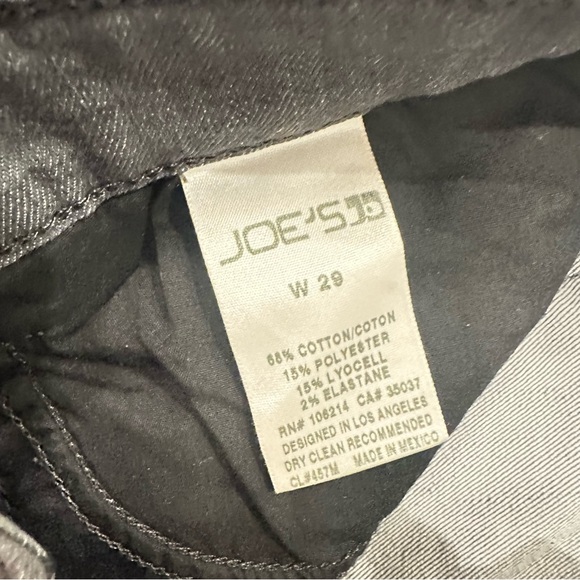 JOE'S
W 29
68% COTTON/COTON
15% POLYESTER
15% LYOCELL
2% ELASTANE
RN# 106214 CA# 35037
DESIGNED IN LOS ANGELES
DRY CLEAN RECOMMENDED
CL#457M MADE IN MEXICO